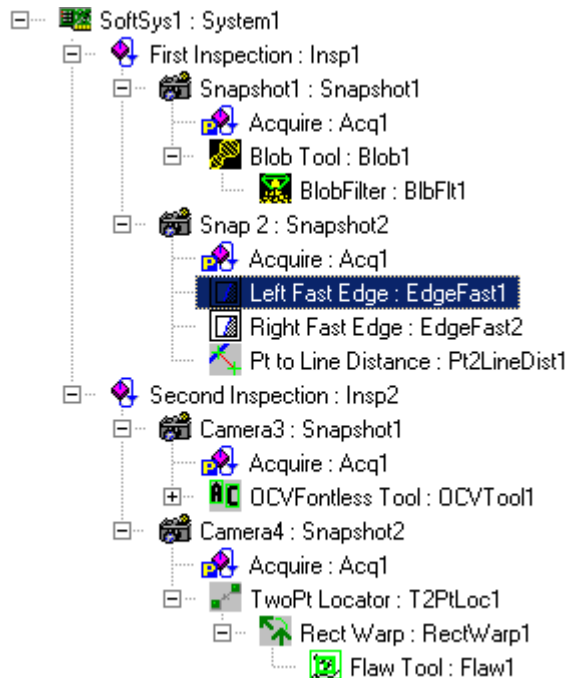 SoftSys1 : System1
First Inspection : Insp1
Snapshot1 : Snapshot1
Acquire : Acq1
Blob Tool : Blob1
BlobFilter : BlbFlt1
Snap 2 : Snapshot2
Acquire : Acq1
Left Fast Edge : EdgeFast1
Right Fast Edge : EdgeFast2
Pt to Line Distance : Pt2LineDist1
Second Inspection : Insp2
Camera3 : Snapshot1
Acquire : Acq1
OCVFontless Tool : OCVTool1
Camera4 : Snapshot2
Acquire : Acq1
TwoPt Locator : T2PtLoc1
Rect Warp : RectWarp1
Flaw Tool : Flaw1